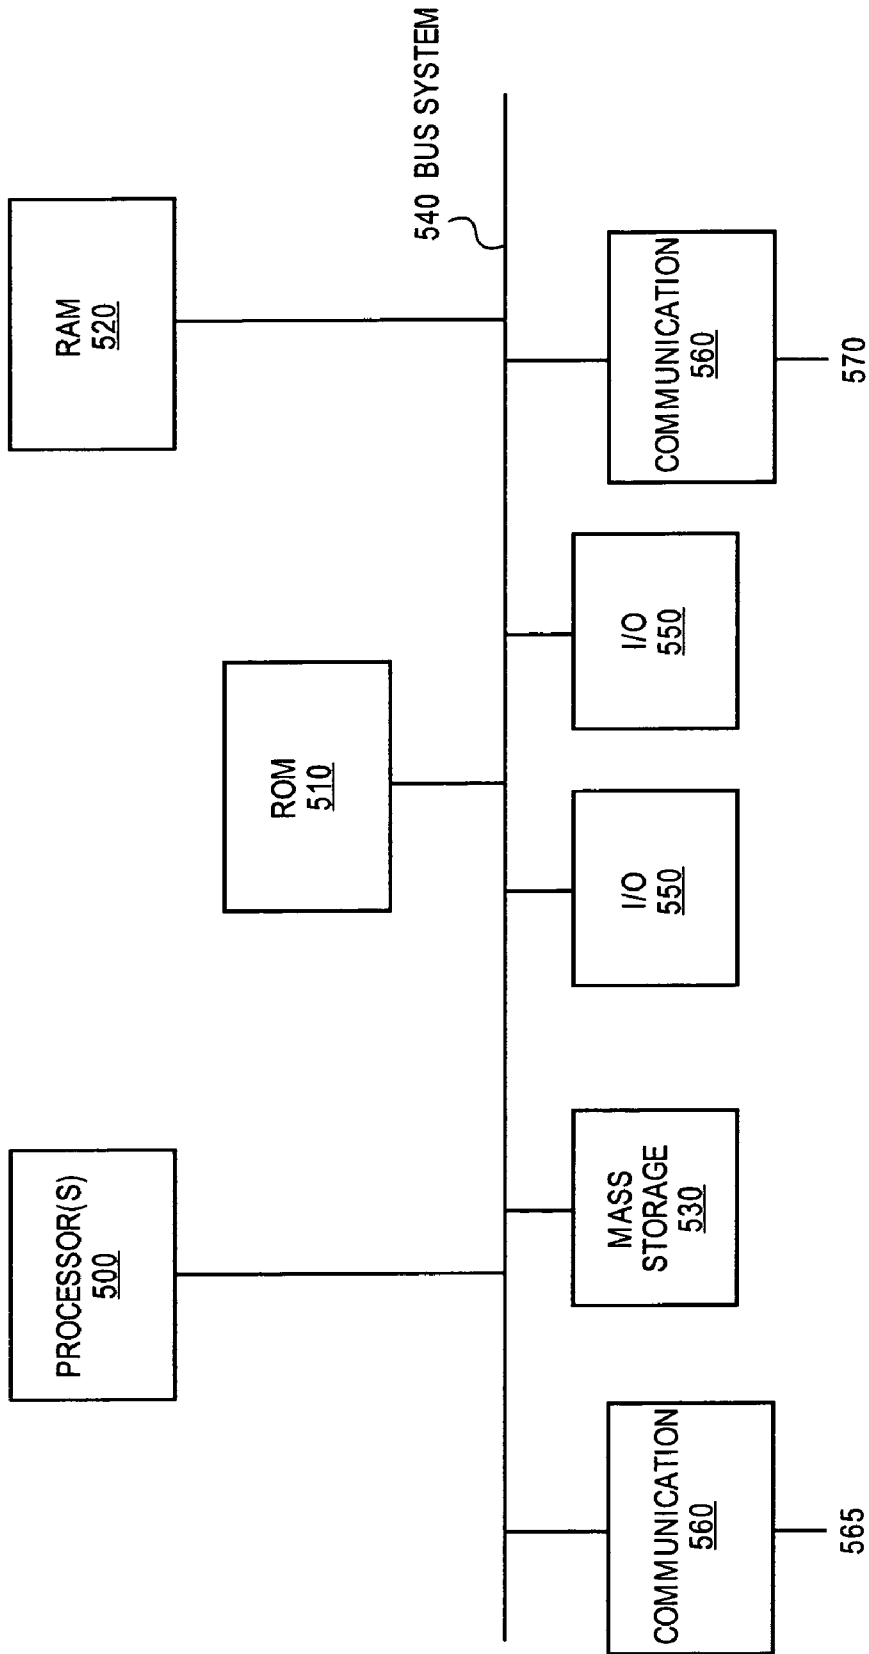 PROCESSOR(S)
500
ROM
510
RAM
520
540 BUS SYSTEM
COMMUNICATION
560
565
MASS
STORAGE
530
I/O
550
I/O
550
COMMUNICATION
560
570